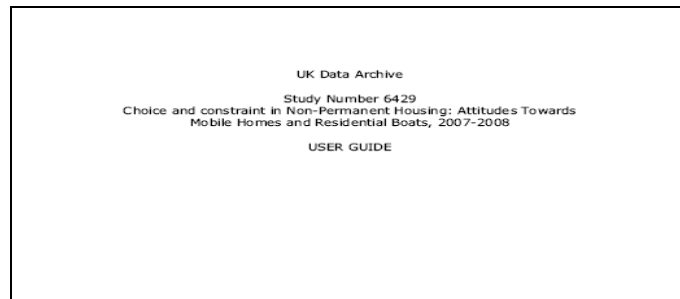 UK Data Archive
Study Number 6429
Choice and constraint in Non-Permanent Housing: Attitudes Towards
Mobile Homes and Residential Boats, 2007-2008
USER GUIDE